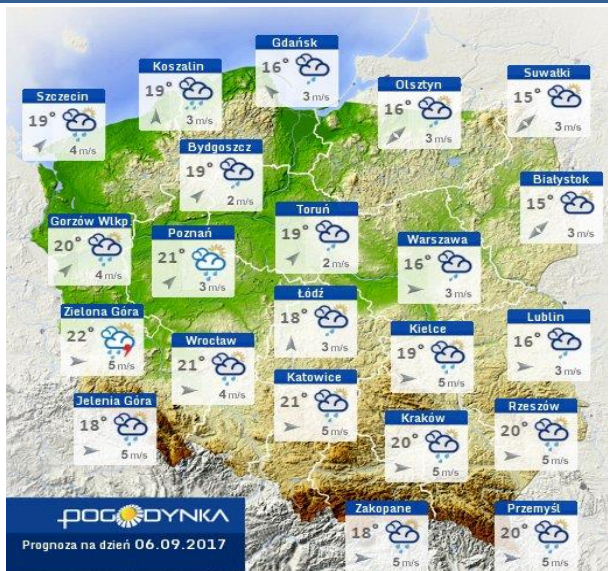 Gdańsk
16°
3 m/s
Koszalin
19°
3 m/s
Suwałki
15°
3 m/s
Olsztyn
16°
3 m/s
Szczecin
19°
4 m/s
Bydgoszcz
19°
2 m/s
Białystok
15°
3 m/s
Toruń
19°
2 m/s
Gorzów Wlkp
20°
4 m/s
Poznań
21°
3 m/s
Warszawa
16°
3 m/s
Łódź
18°
3 m/s
Zielona Góra
22°
5 m/s
Lublin
16°
3 m/s
Kielce
19°
5 m/s
Wrocław
21°
4 m/s
Katowice
21°
5 m/s
Jelenia Góra
18°
5 m/s
Rzeszów
20°
5 m/s
Kraków
20°
5 m/s
Zakopane
18°
5 m/s
Przemyśl
20°
5 m/s
POGODYNKA
Prognoza na dzień 06.09.2017